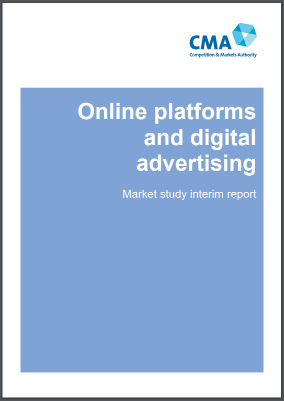 CMA
Competition & Markets Authority
Online platforms
and digital
advertising
Market study interim report